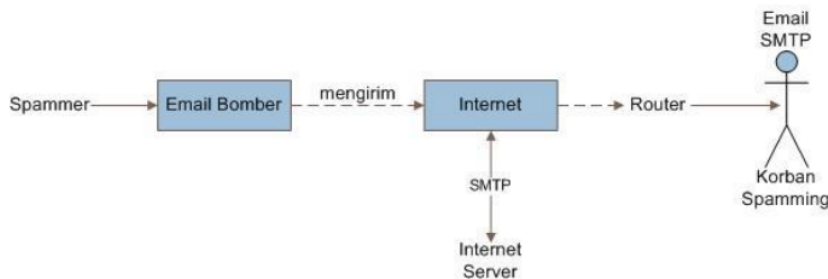 Spammer
Email Bomber
mengirim
Internet
Router
Email
SMTP
Korban
Spamming
SMTP
Internet
Server